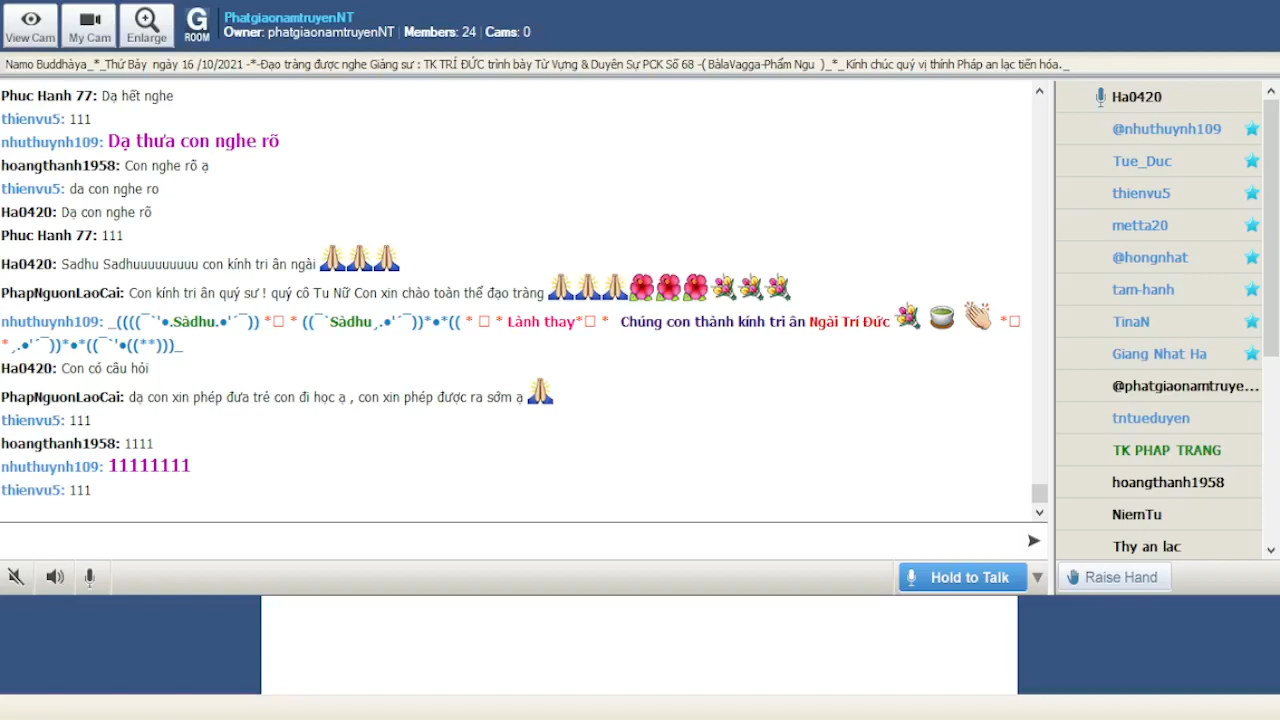 View Cam
My Cam
Enlarge
G
ROOM
PhatgiaonamtruyenNT
Owner: phatgiaonamtruyenNT | Members: 24 | Cams: 0
Namo Buddhàya_*_Thứ Bảy ngày 16 /10/2021 -*-Đạo tràng được nghe Giảng sư : TK TRÍ ĐỨC trình bày Từ Vựng & Duyên Sự PCK Số 68 -( BàlaVagga-Phẩm Ngu )_*_ Kính chúc quý vị thính Pháp an lạc tiến hóa._
Phuc Hanh 77: Dạ hết nghe
thienvu5: 111
nhuthuynh109: Dạ thưa con nghe rõ
hoangthanh1958: Con nghe rõ ạ
thienvu5: da con nghe ro
Ha0420: Dạ con nghe rõ
Phuc Hanh 77: 111
Ha0420: Sadhu Sadhuuuuuuuuu con kính tri ân ngài
PhapNguonLaoCai: Con kính tri ân quý sư ! quý cô Tu Nữ Con xin chào toàn thể đạo tràng
nhuthuynh109: _((((¯`'•.Sàdhu.•'´¯)) *□ * ((¯`Sàdhu¸.•'´¯))*•*(( * □ * Lành thay*□ * Chúng con thành kính tri ân Ngài Trí Đức *□
*¸.•'´¯))*•*((¯`'•((**)))_
Ha0420: Con có câu hỏi
PhapNguonLaoCai: dạ con xin phép đưa trẻ con đi học ạ , con xin phép được ra sớm ạ
thienvu5: 111
hoangthanh1958: 1111
nhuthuynh109: 11111111
thienvu5: 111
Hold to Talk
Ha0420
@nhuthuynh109
Tue_Duc
thienvu5
metta20
@hongnhat
tam-hanh
TinaN
Giang Nhat Ha
@phatgiaonamtruye...
tntueduyen
TK PHAP TRANG
hoangthanh1958
NiemTu
Thy an lac
Raise Hand